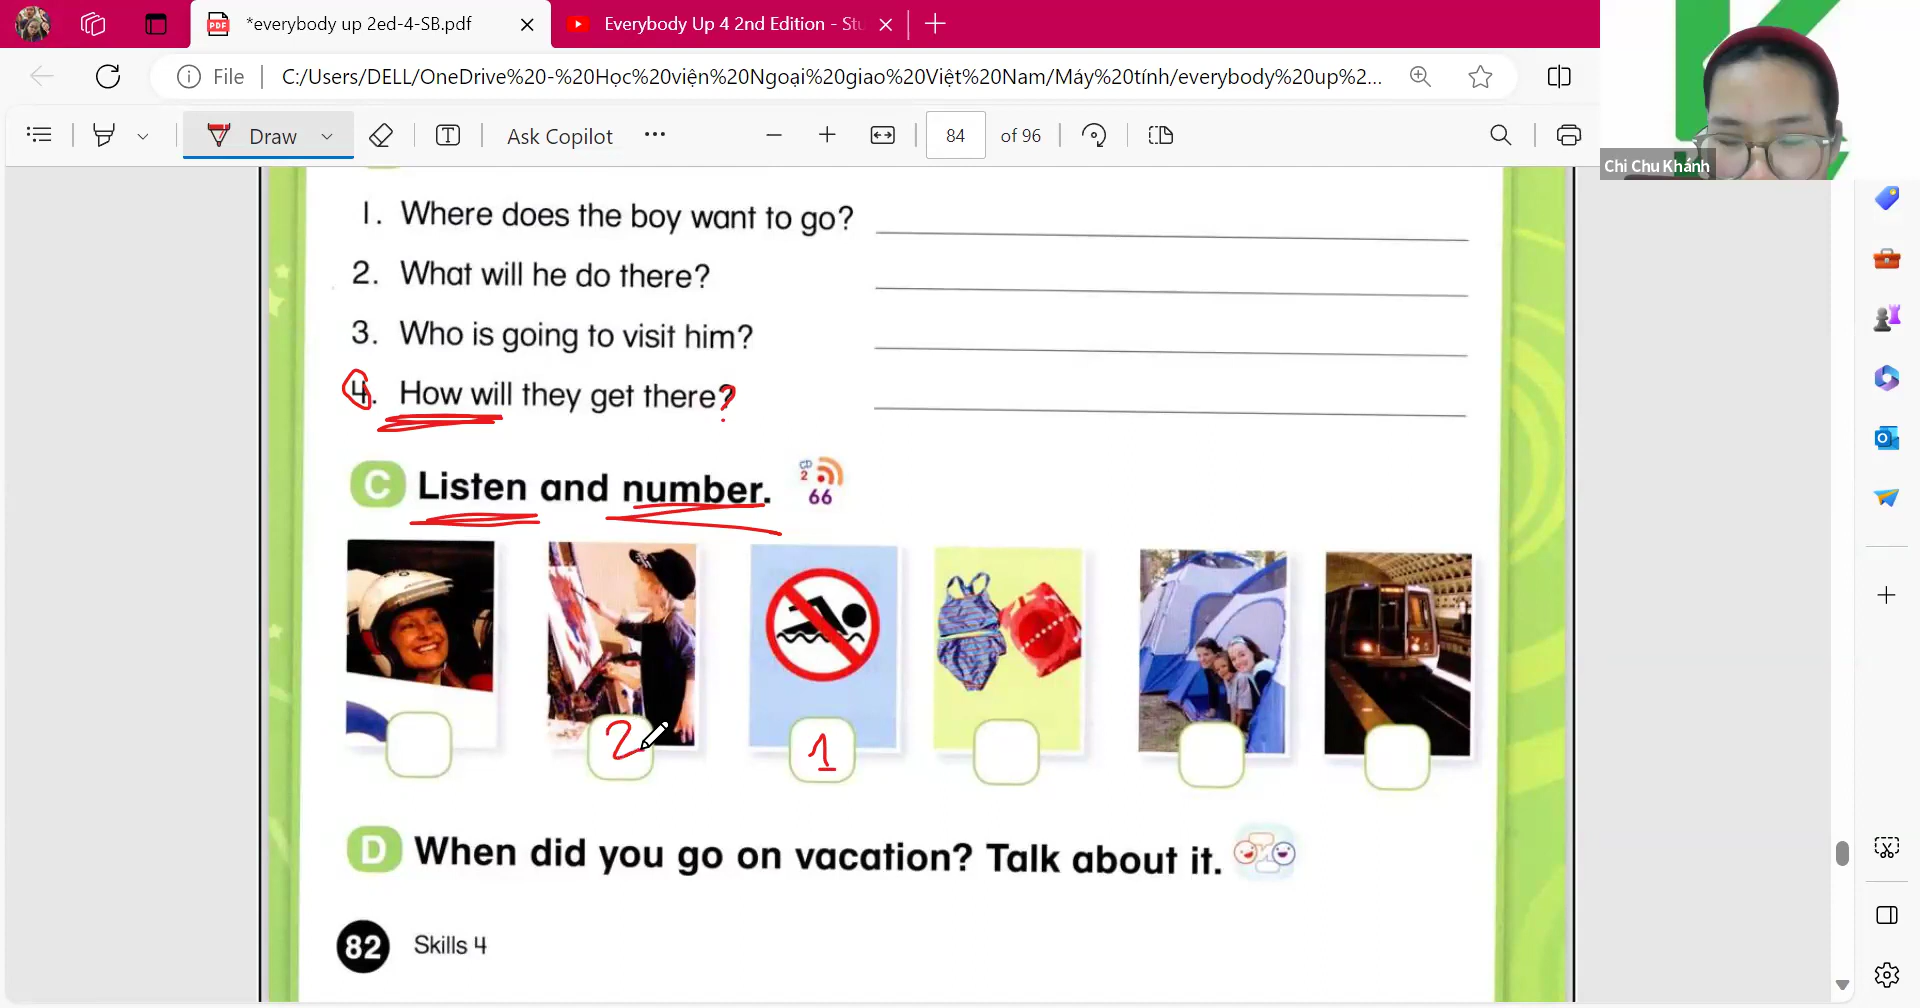 *everybody up 2ed-4-SB.pdf
Everybody Up 4 2nd Edition - Stu
File
C:/Users/DELL/OneDrive%20-%20Học%20viện%20Ngoại%20giao%20Việt%20Nam/Máy%20tính/everybody%20up%2...
Draw
Ask Copilot
84 of 96
Chi Chu Khánh
1. Where does the boy want to go?
2. What will he do there?
3. Who is going to visit him?
4. How will they get there?
C Listen and number. CD 2 66
2
1
D When did you go on vacation? Talk about it.
82 Skills 4